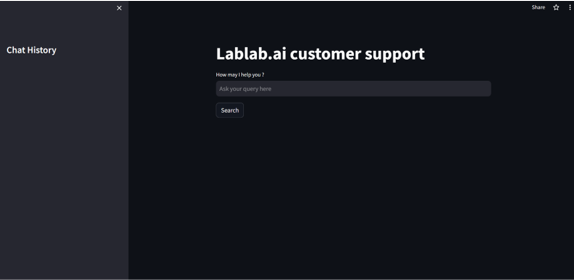 Share
Chat History
Lablab.ai customer support
How may I help you ?
Ask your query here
Search